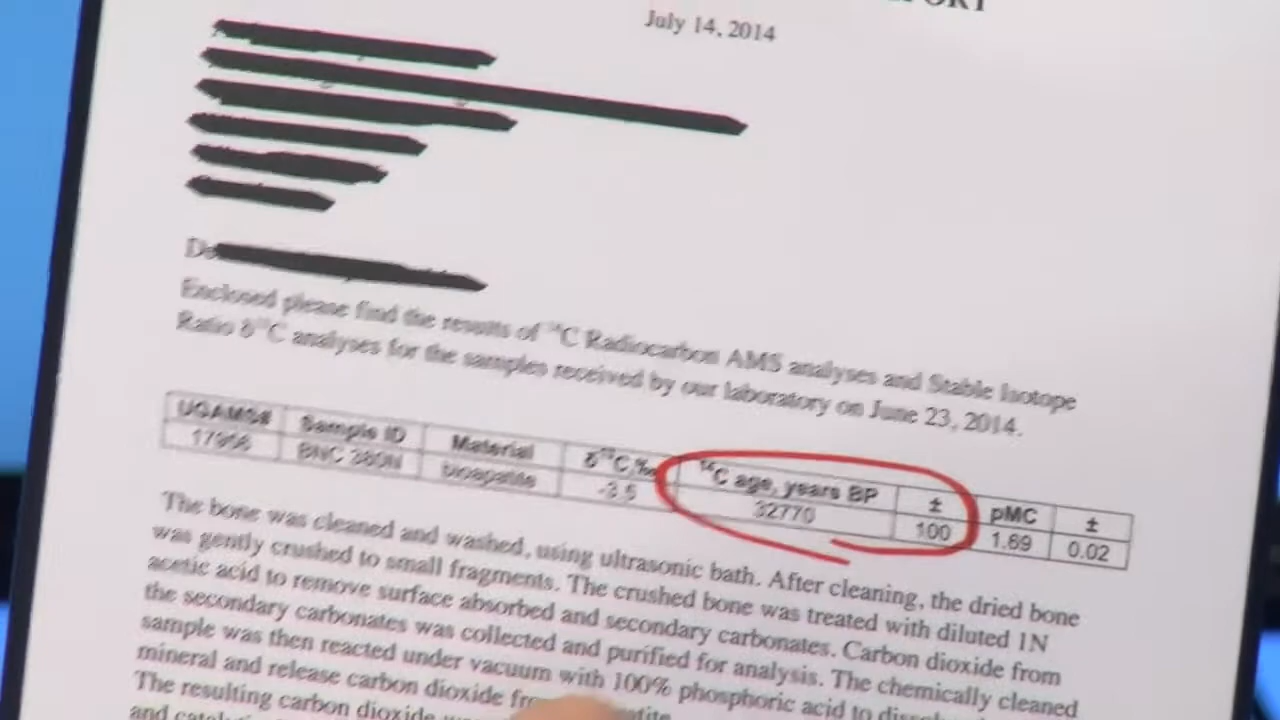 July 14, 2014
Enclosed please find the results of ¹⁴C Radiocarbon AMS analyses and Stable Isotope
Ratio δ¹³C analyses for the samples received by our laboratory on June 23, 2014.
UGAMS# Sample ID Material δ¹³C,‰ ¹⁴C age, years BP ± pMC ±
bioapatite -3.5 32770 100 1.69 0.02
The bone was cleaned and washed, using ultrasonic bath. After cleaning, the dried bone
was gently crushed to small fragments. The crushed bone was treated with diluted 1N
acetic acid to remove surface absorbed and secondary carbonates. Carbon dioxide from
the secondary carbonates was collected and purified for analysis. The chemically cleaned
sample was then reacted under vacuum with 100% phosphoric acid to
mineral and release carbon dioxide
The resulting carbon dioxide
and